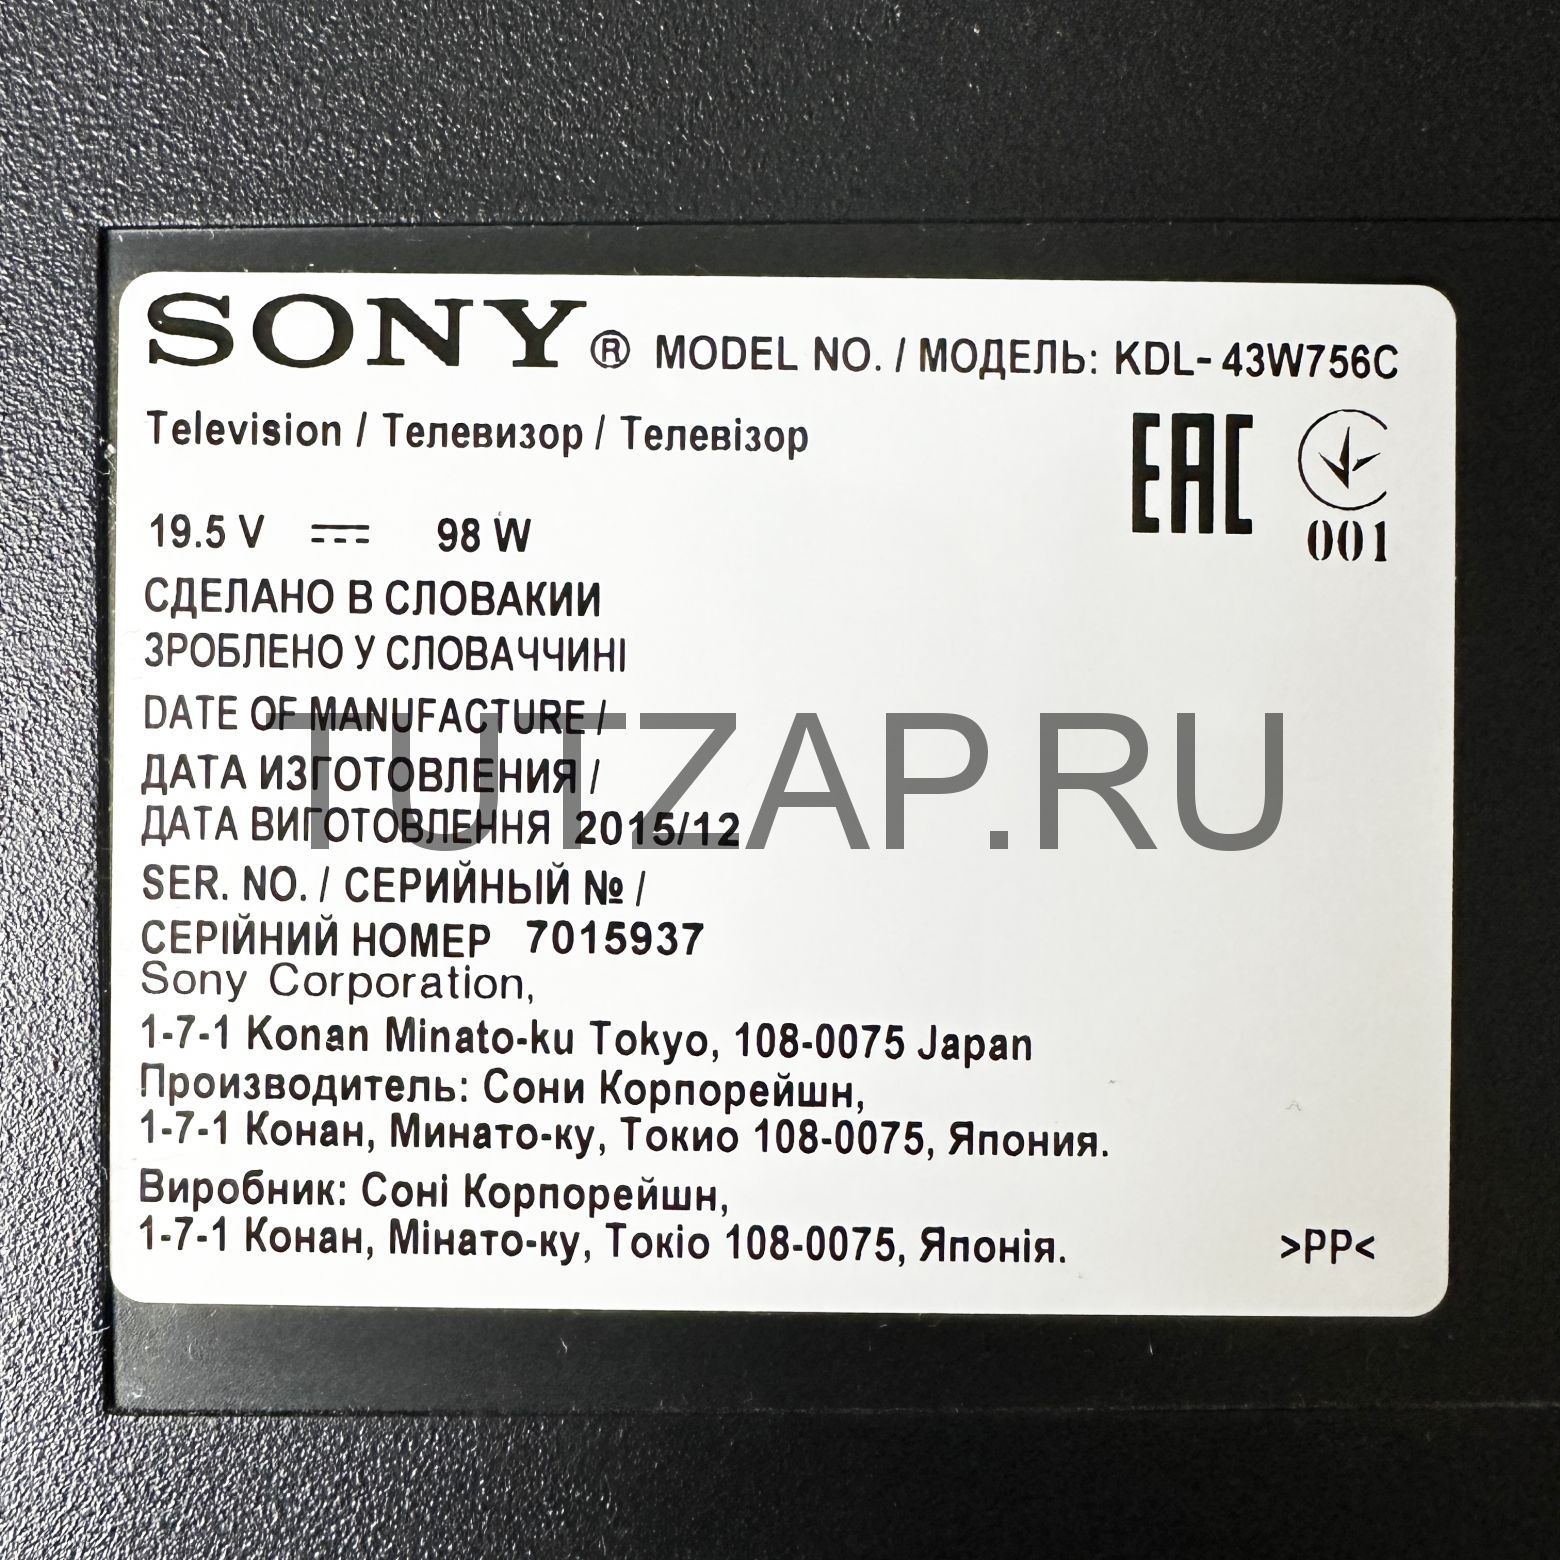 SONY® MODEL NO. / МОДЕЛЬ: KDL- 43W756C
Television / Телевизор / Телевізор
EAC
19.5 V 98 W
001
СДЕЛАНО В СЛОВАКИИ
ЗРОБЛЕНО У СЛОВАЧЧИНІ
DATE OF MANUFACTURE /
ДАТА ИЗГОТОВЛЕНИЯ /
ДАТА ВИГОТОВЛЕННЯ 2015/12
TUTZAP.RU
SER. NO. / СЕРИЙНЫЙ № /
СЕРІЙНИЙ НОМЕР 7015937
Sony Corporation,
1-7-1 Konan Minato-ku Tokyo, 108-0075 Japan
Производитель: Сони Корпорейшн,
1-7-1 Конан, Минато-ку, Токио 108-0075, Япония.
Виробник: Соні Корпорейшн,
1-7-1 Конан, Мінато-ку, Токіо 108-0075, Японія.
>PP<